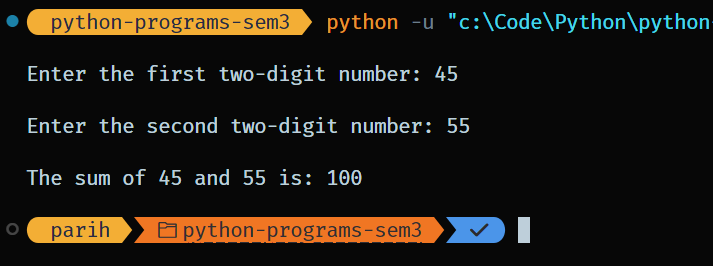 python-programs-sem3 python -u "c:\Code\Python\python-
Enter the first two-digit number: 45
Enter the second two-digit number: 55
The sum of 45 and 55 is: 100
parih python-programs-sem3